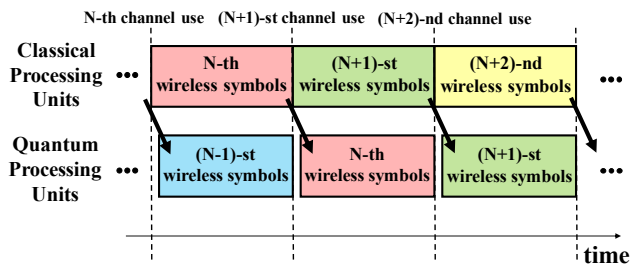 N-th channel use (N+1)-st channel use (N+2)-nd channel use
Classical
Processing
Units
•••
N-th
wireless symbols
(N+1)-st
wireless symbols
(N+2)-nd
wireless symbols
•••
Quantum
Processing
Units
•••
(N-1)-st
wireless symbols
N-th
wireless symbols
(N+1)-st
wireless symbols
•••
time